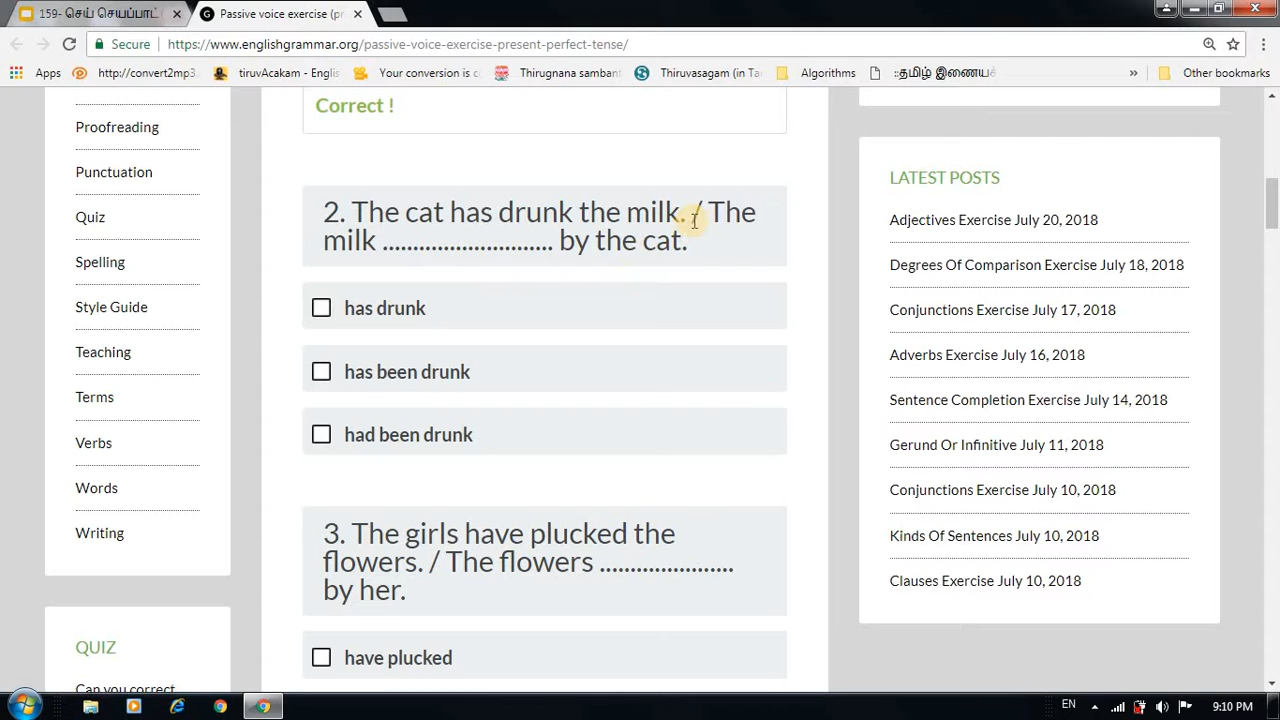 159- செய் செயப்பாட்
Passive voice exercise (pr
Secure
https://www.englishgrammar.org/passive-voice-exercise-present-perfect-tense/
Apps
http://convert2mp3.
tiruvAcakam - Englis
Your conversion is c
Thirugnana sambant
Thiruvasagam (in Ta
Algorithms
::தமிழ் இணையக்
»
Other bookmarks
Proofreading
Punctuation
Quiz
Spelling
Style Guide
Teaching
Terms
Verbs
Words
Writing
QUIZ
Can you correct
Correct !
2. The cat has drunk the milk. / The
milk ........................... by the cat.
has drunk
has been drunk
had been drunk
3. The girls have plucked the
flowers. / The flowers ......................
by her.
have plucked
LATEST POSTS
Adjectives Exercise July 20, 2018
Degrees Of Comparison Exercise July 18, 2018
Conjunctions Exercise July 17, 2018
Adverbs Exercise July 16, 2018
Sentence Completion Exercise July 14, 2018
Gerund Or Infinitive July 11, 2018
Conjunctions Exercise July 10, 2018
Kinds Of Sentences July 10, 2018
Clauses Exercise July 10, 2018
EN
9:10 PM